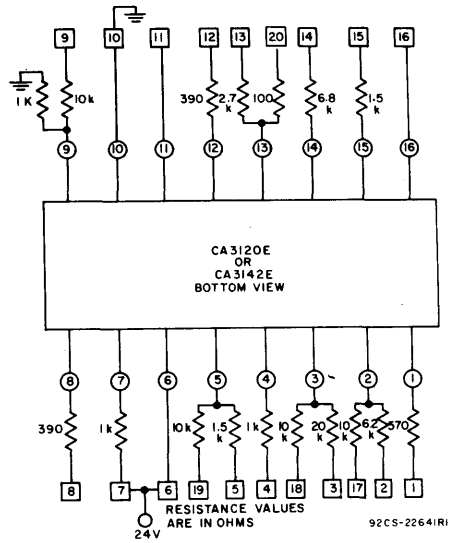 9 10 11 12 13 20 14 15 16
1K 10k 390 2.7 k 100 6.8 k 1.5 k
9 10 11 12 13 14 15 16
CA3120E
OR
CA3142E
BOTTOM VIEW
8 7 6 5 4 3 2 1
390 1k 10k 1.5 k 1k 10 k 20 k 10 k 6.2 k 570
8 7 6 19 5 4 18 3 17 2 1
24V
RESISTANCE VALUES
ARE IN OHMS
92CS-22641R1